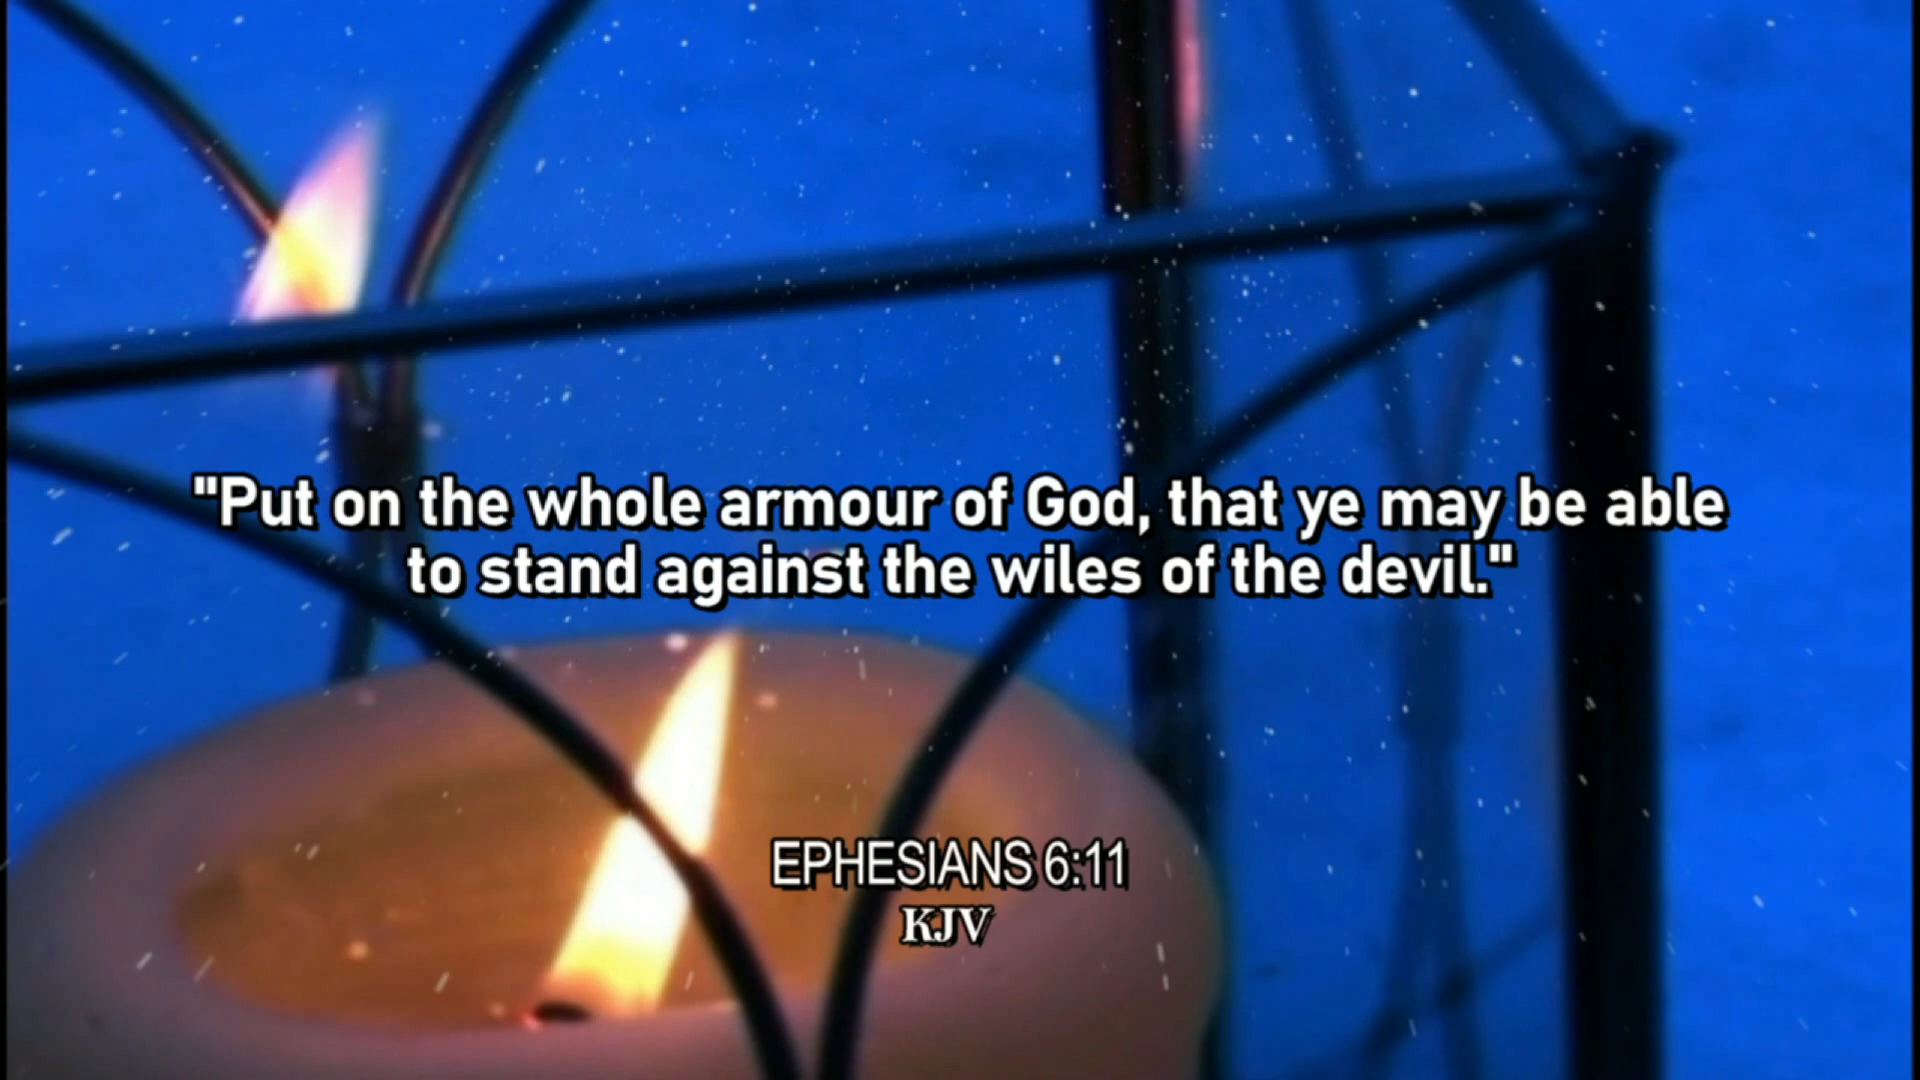 "Put on the whole armour of God, that ye may be able
to stand against the wiles of the devil."
EPHESIANS 6:11
KJV